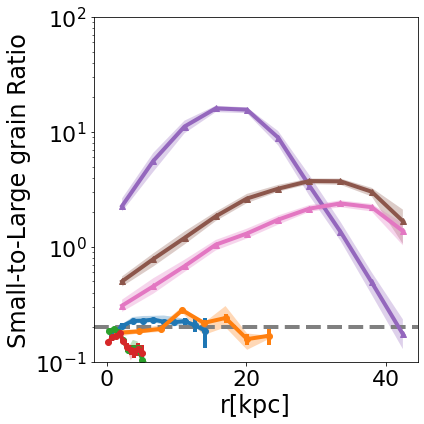 Small-to-Large grain Ratio
10²
10¹
10⁰
10⁻¹
0 20 40
r[kpc]